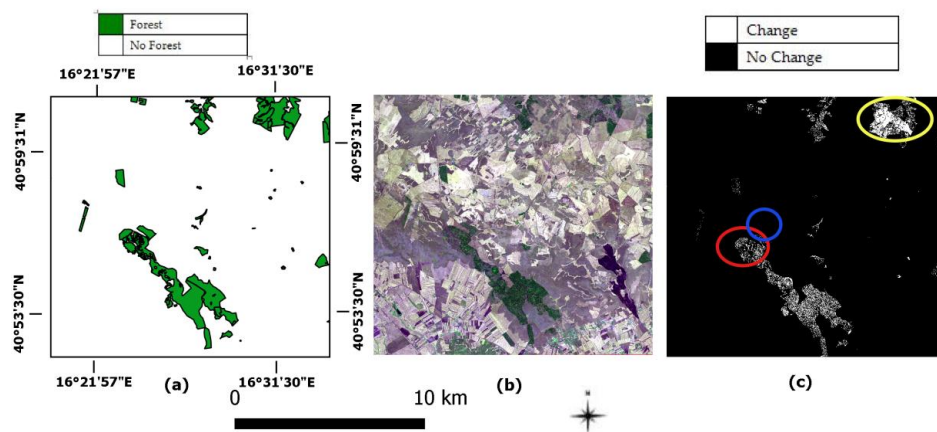 Forest
No Forest
Change
No Change
16°21'57"E
16°31'30"E
40°59'31"N
40°59'31"N
40°53'30"N
40°53'30"N
16°21'57"E
16°31'30"E
(a)
(b)
(c)
0
10 km
N